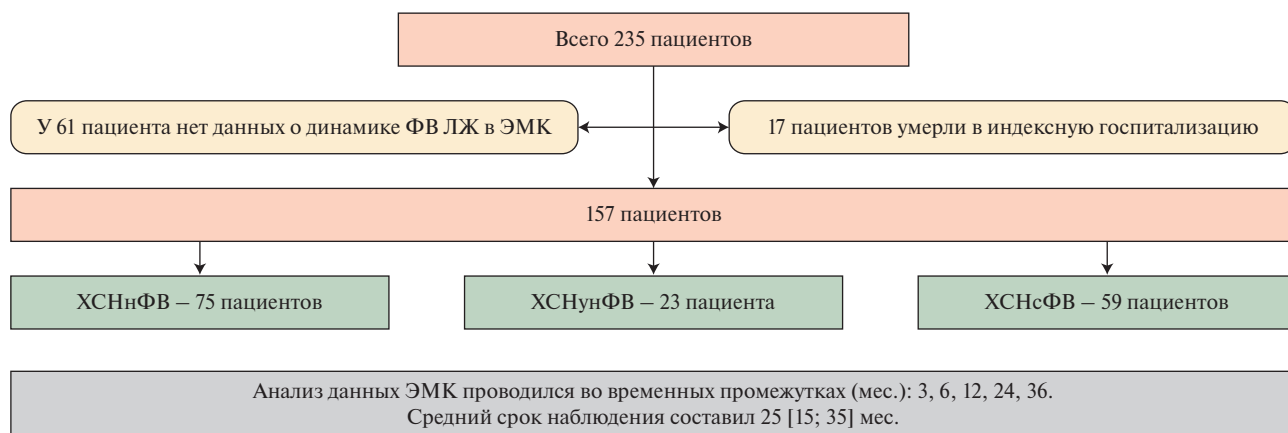 Всего 235 пациентов
У 61 пациента нет данных о динамике ФВ ЛЖ в ЭМК
17 пациентов умерли в индексную госпитализацию
157 пациентов
ХСНнФВ – 75 пациентов
ХСНунФВ – 23 пациента
ХСНсФВ – 59 пациентов
Анализ данных ЭМК проводился во временных промежутках (мес.): 3, 6, 12, 24, 36.
Средний срок наблюдения составил 25 [15; 35] мес.